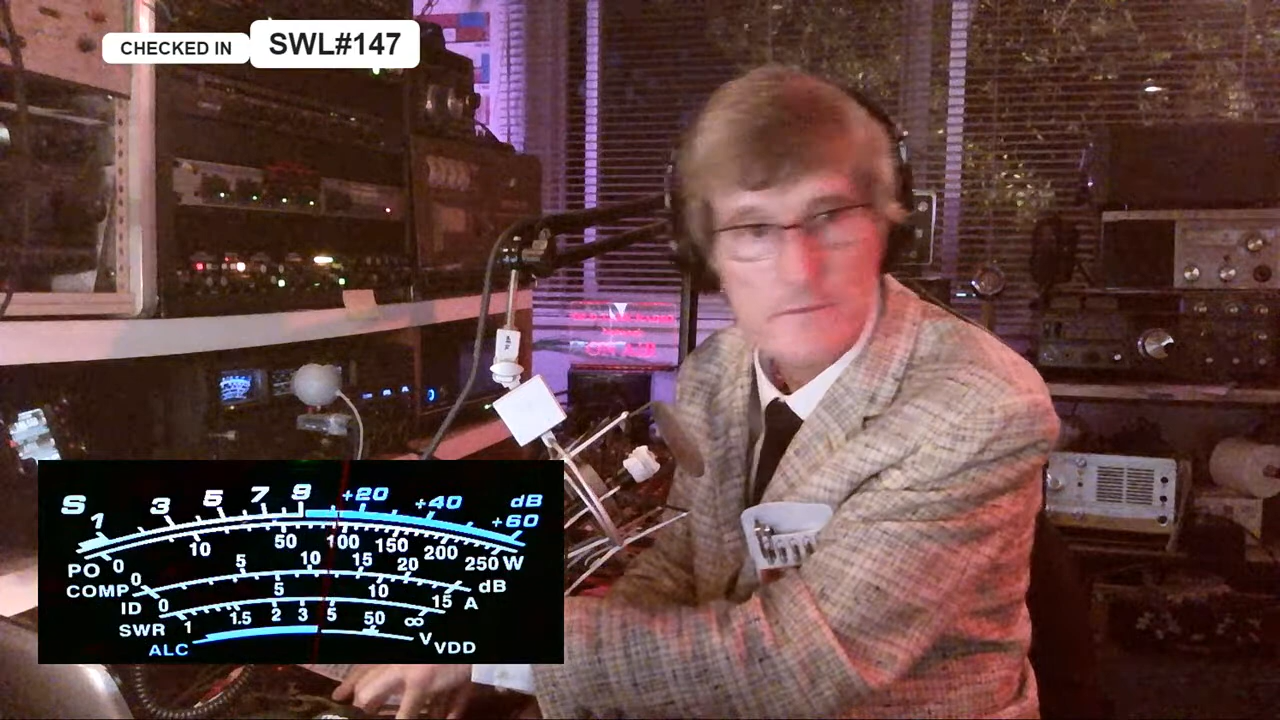 CHECKED IN SWL#147
S 1 3 5 7 9 +20 +40 +60 dB
PO 0 10 50 100 150 200 250 W
COMP 0 5 10 15 20 dB
ID 0 5 10 15 A
SWR 1 1.5 2 3 5 50 ∞
ALC V VDD